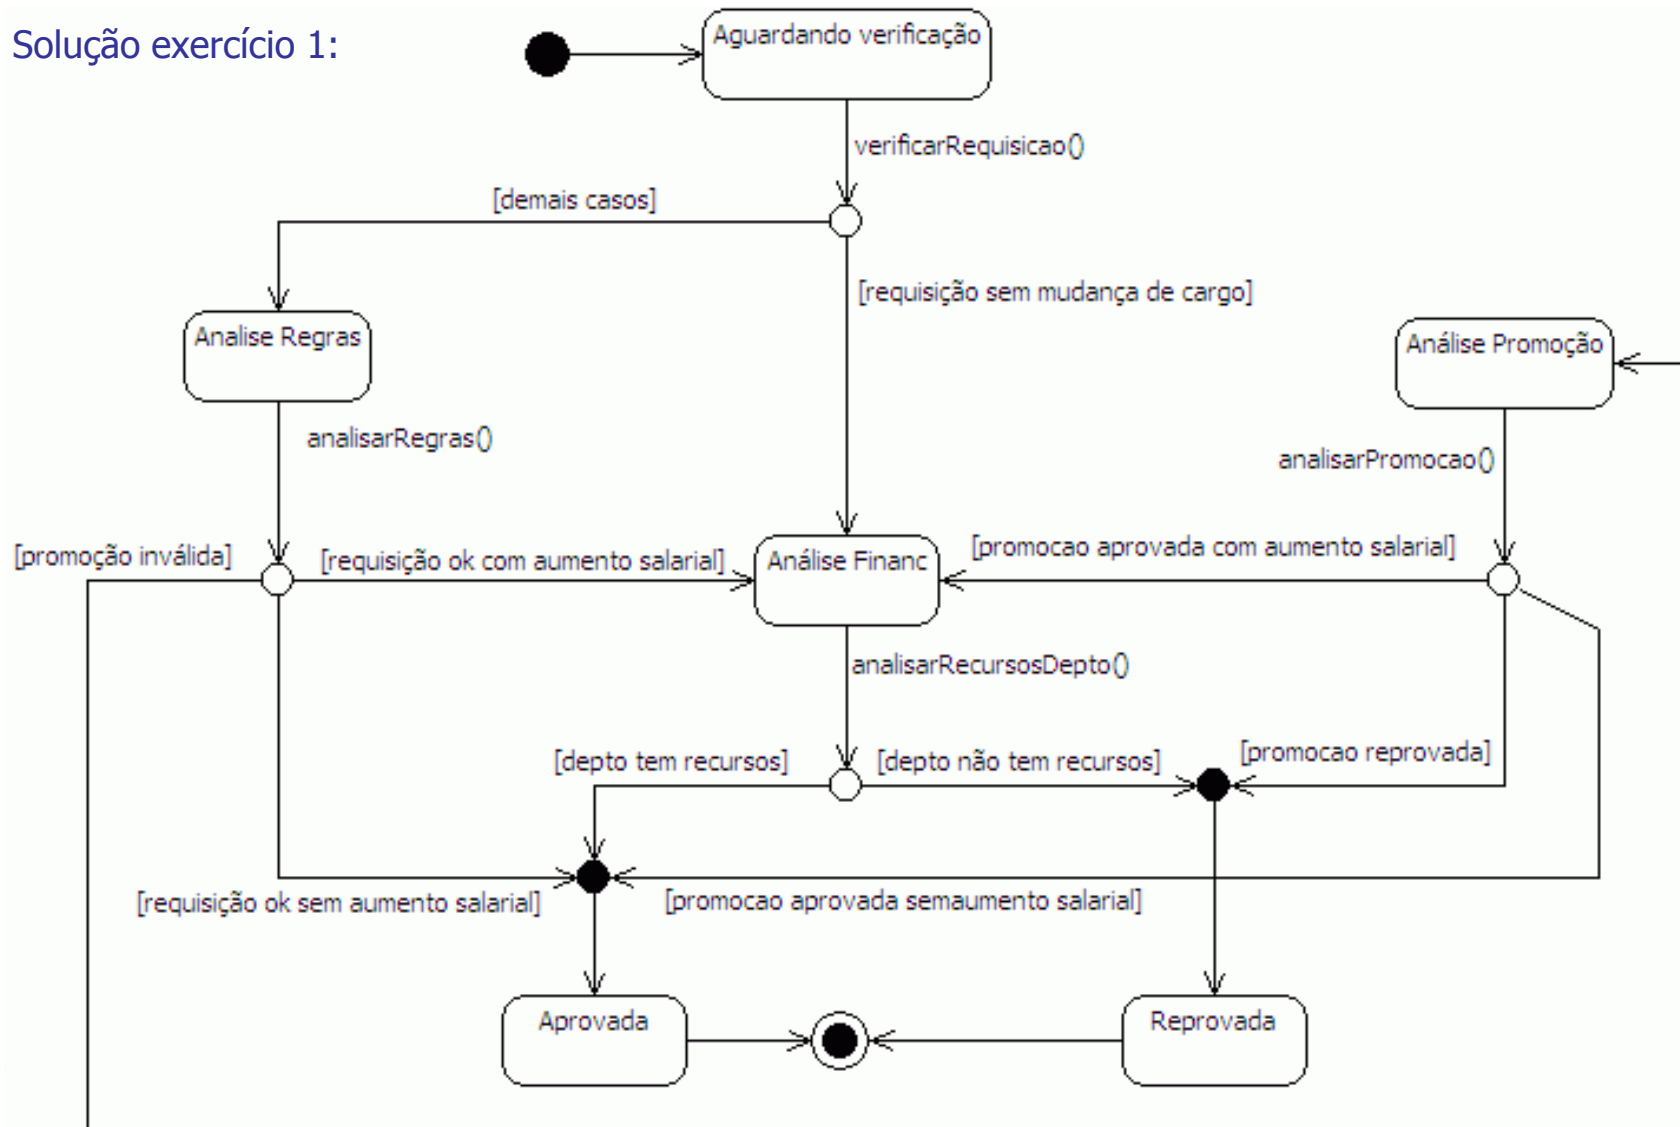 Solução exercício 1:
Aguardando verificação
verificarRequisicao()
[demais casos]
[requisição sem mudança de cargo]
Analise Regras
Análise Promoção
analisarRegras()
analisarPromocao()
[promoção inválida]
[requisição ok com aumento salarial]
Análise Financ
[promocao aprovada com aumento salarial]
analisarRecursosDepto()
[depto tem recursos]
[depto não tem recursos]
[promocao reprovada]
[requisição ok sem aumento salarial]
[promocao aprovada semaumento salarial]
Aprovada
Reprovada